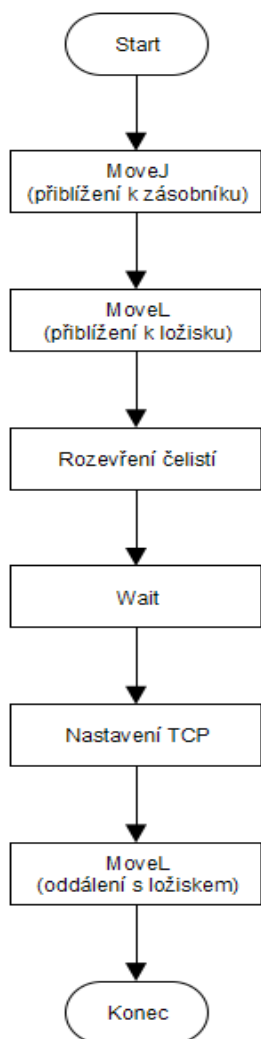 Start
MoveJ
(přiblížení k zásobníku)
MoveL
(přiblížení k ložisku)
Rozevření čelistí
Wait
Nastavení TCP
MoveL
(oddálení s ložiskem)
Konec